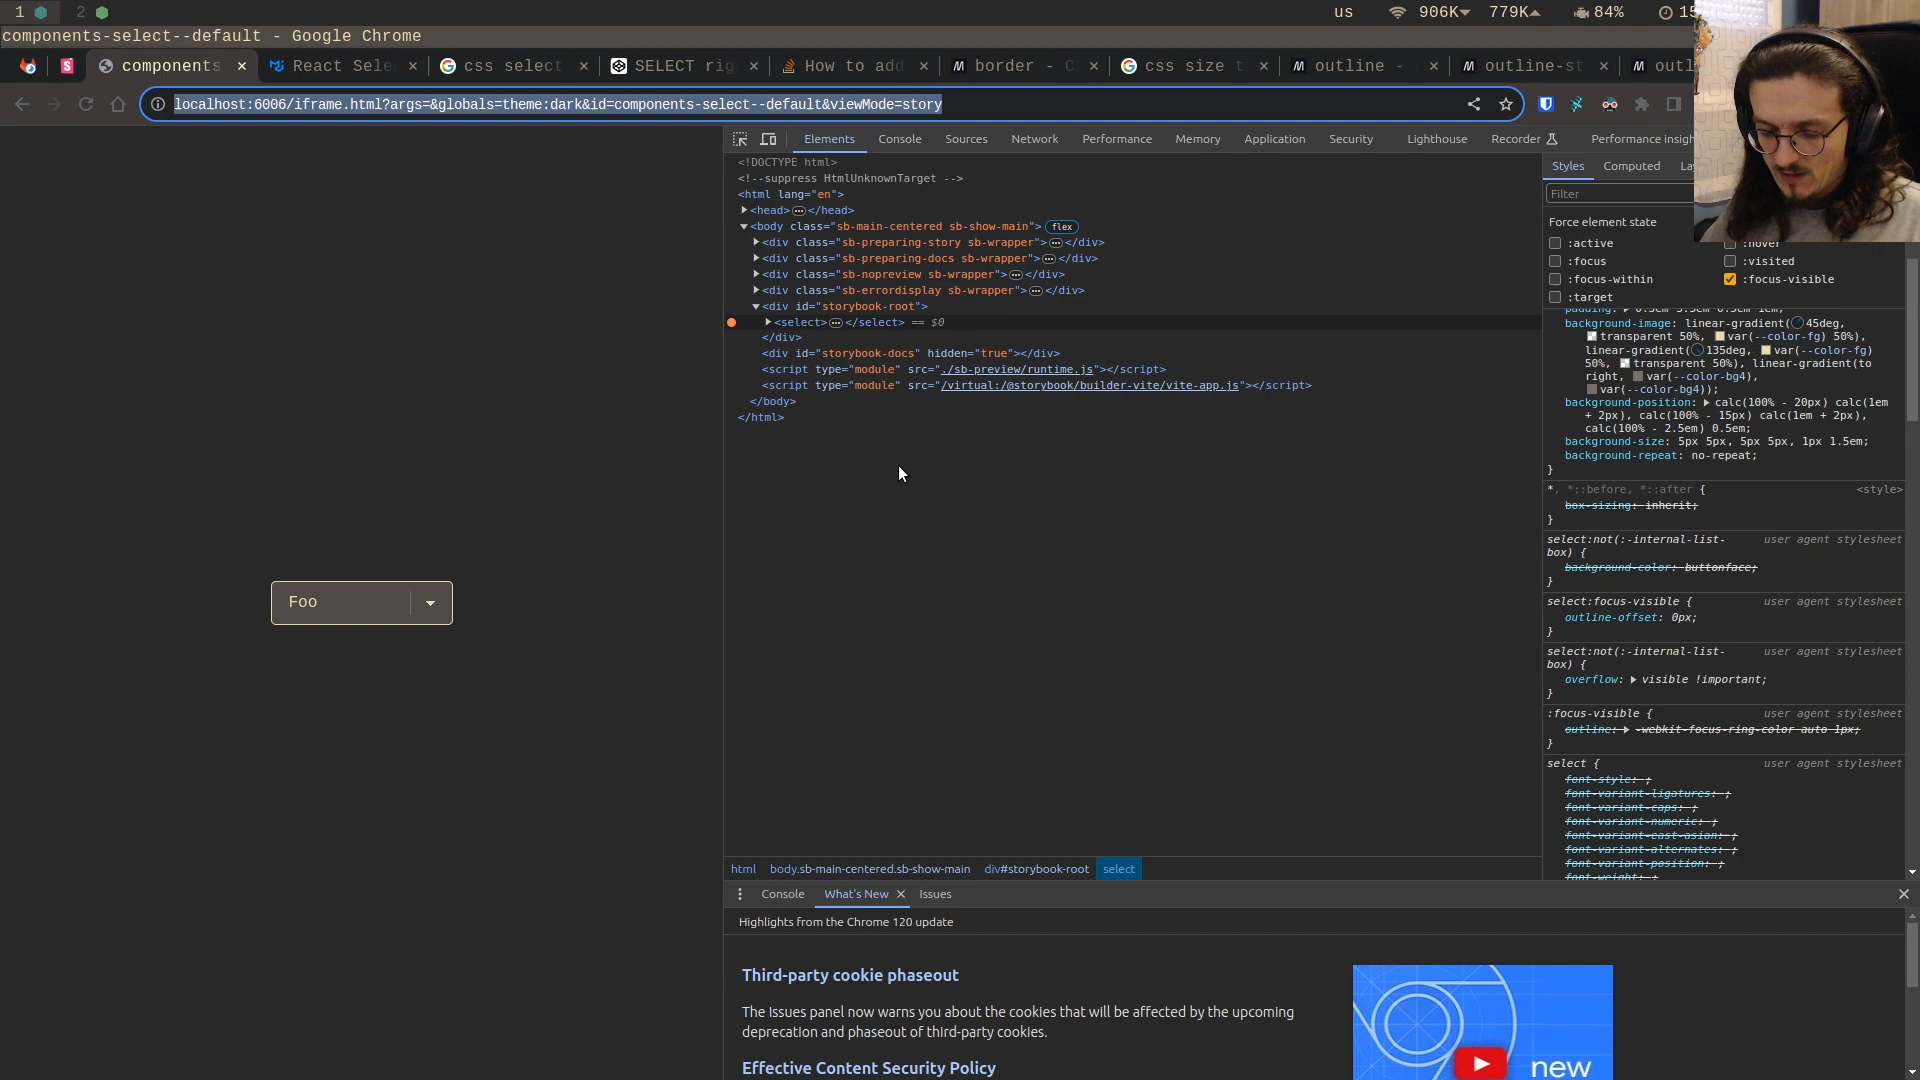 1 2 us 906K 779K 84% 15
components-select--default - Google Chrome
components React Sele css select SELECT rig How to add border - C css size t outline - outline-st outl
localhost:6006/iframe.html?args=&globals=theme:dark&id=components-select--default&viewMode=story
Elements Console Sources Network Performance Memory Application Security Lighthouse Recorder Performance insigh
<!DOCTYPE html>
<!--suppress HtmlUnknownTarget -->
<html lang="en">
<head>…</head>
<body class="sb-main-centered sb-show-main"> flex
<div class="sb-preparing-story sb-wrapper">…</div>
<div class="sb-preparing-docs sb-wrapper">…</div>
<div class="sb-nopreview sb-wrapper">…</div>
<div class="sb-errordisplay sb-wrapper">…</div>
<div id="storybook-root">
<select>…</select> == $0
</div>
<div id="storybook-docs" hidden="true"></div>
<script type="module" src="./sb-preview/runtime.js"></script>
<script type="module" src="/virtual:/@storybook/builder-vite/vite-app.js"></script>
</body>
</html>
Foo
html body.sb-main-centered.sb-show-main div#storybook-root select
Styles Computed La
Filter
Force element state
:active :hover
:focus :visited
:focus-within :focus-visible
:target
padding: 0.5em 3.5em 0.5em 1em;
background-image: linear-gradient(45deg,
transparent 50%, var(--color-fg) 50%),
linear-gradient(135deg, var(--color-fg)
50%, transparent 50%), linear-gradient(to
right, var(--color-bg4),
var(--color-bg4));
background-position: calc(100% - 20px) calc(1em
+ 2px), calc(100% - 15px) calc(1em + 2px),
calc(100% - 2.5em) 0.5em;
background-size: 5px 5px, 5px 5px, 1px 1.5em;
background-repeat: no-repeat;
}
*, *::before, *::after { <style>
box-sizing: inherit;
}
select:not(:-internal-list- user agent stylesheet
box) {
background-color: buttonface;
}
select:focus-visible { user agent stylesheet
outline-offset: 0px;
}
select:not(:-internal-list- user agent stylesheet
box) {
overflow: visible !important;
}
:focus-visible { user agent stylesheet
outline: -webkit-focus-ring-color auto 1px;
}
select { user agent stylesheet
font-style: ;
font-variant-ligatures: ;
font-variant-caps: ;
font-variant-numeric: ;
font-variant-east-asian: ;
font-variant-alternates: ;
font-variant-position: ;
font-weight: ;
Console What's New Issues
Highlights from the Chrome 120 update
Third-party cookie phaseout
The Issues panel now warns you about the cookies that will be affected by the upcoming
deprecation and phaseout of third-party cookies.
Effective Content Security Policy
new